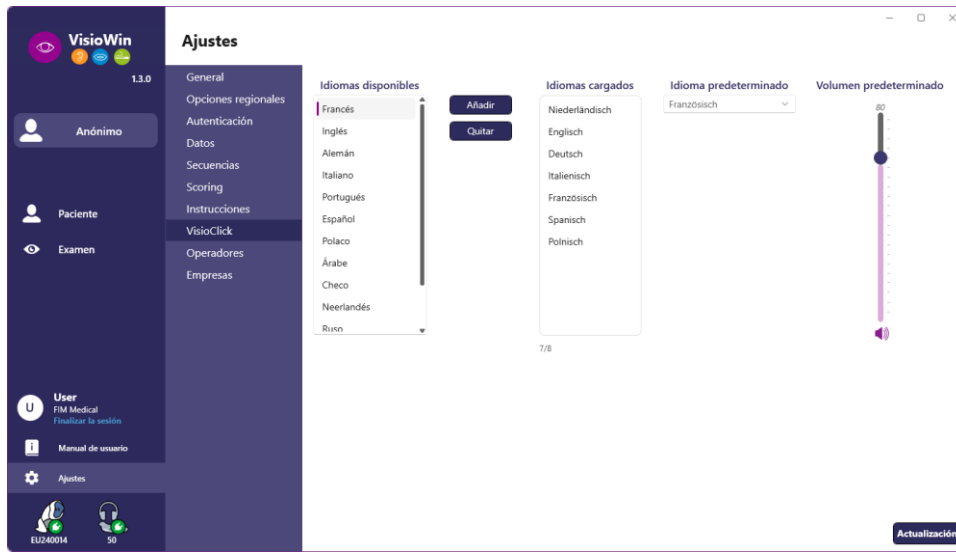 VisioWin
1.3.0
Anónimo
Paciente
Examen
U
User
FIM Medical
Finalizar la sesión
Manual de usuario
Ajustes
EU240014
50
Ajustes
General
Opciones regionales
Autenticación
Datos
Secuencias
Scoring
Instrucciones
VisioClick
Operadores
Empresas
Idiomas disponibles
Francés
Inglés
Alemán
Italiano
Portugués
Español
Polaco
Árabe
Checo
Neerlandés
Ruso
Añadir
Quitar
Idiomas cargados
Niederländisch
Englisch
Deutsch
Italienisch
Französisch
Spanisch
Polnisch
7/8
Idioma predeterminado
Französisch
Volumen predeterminado
80
Actualización